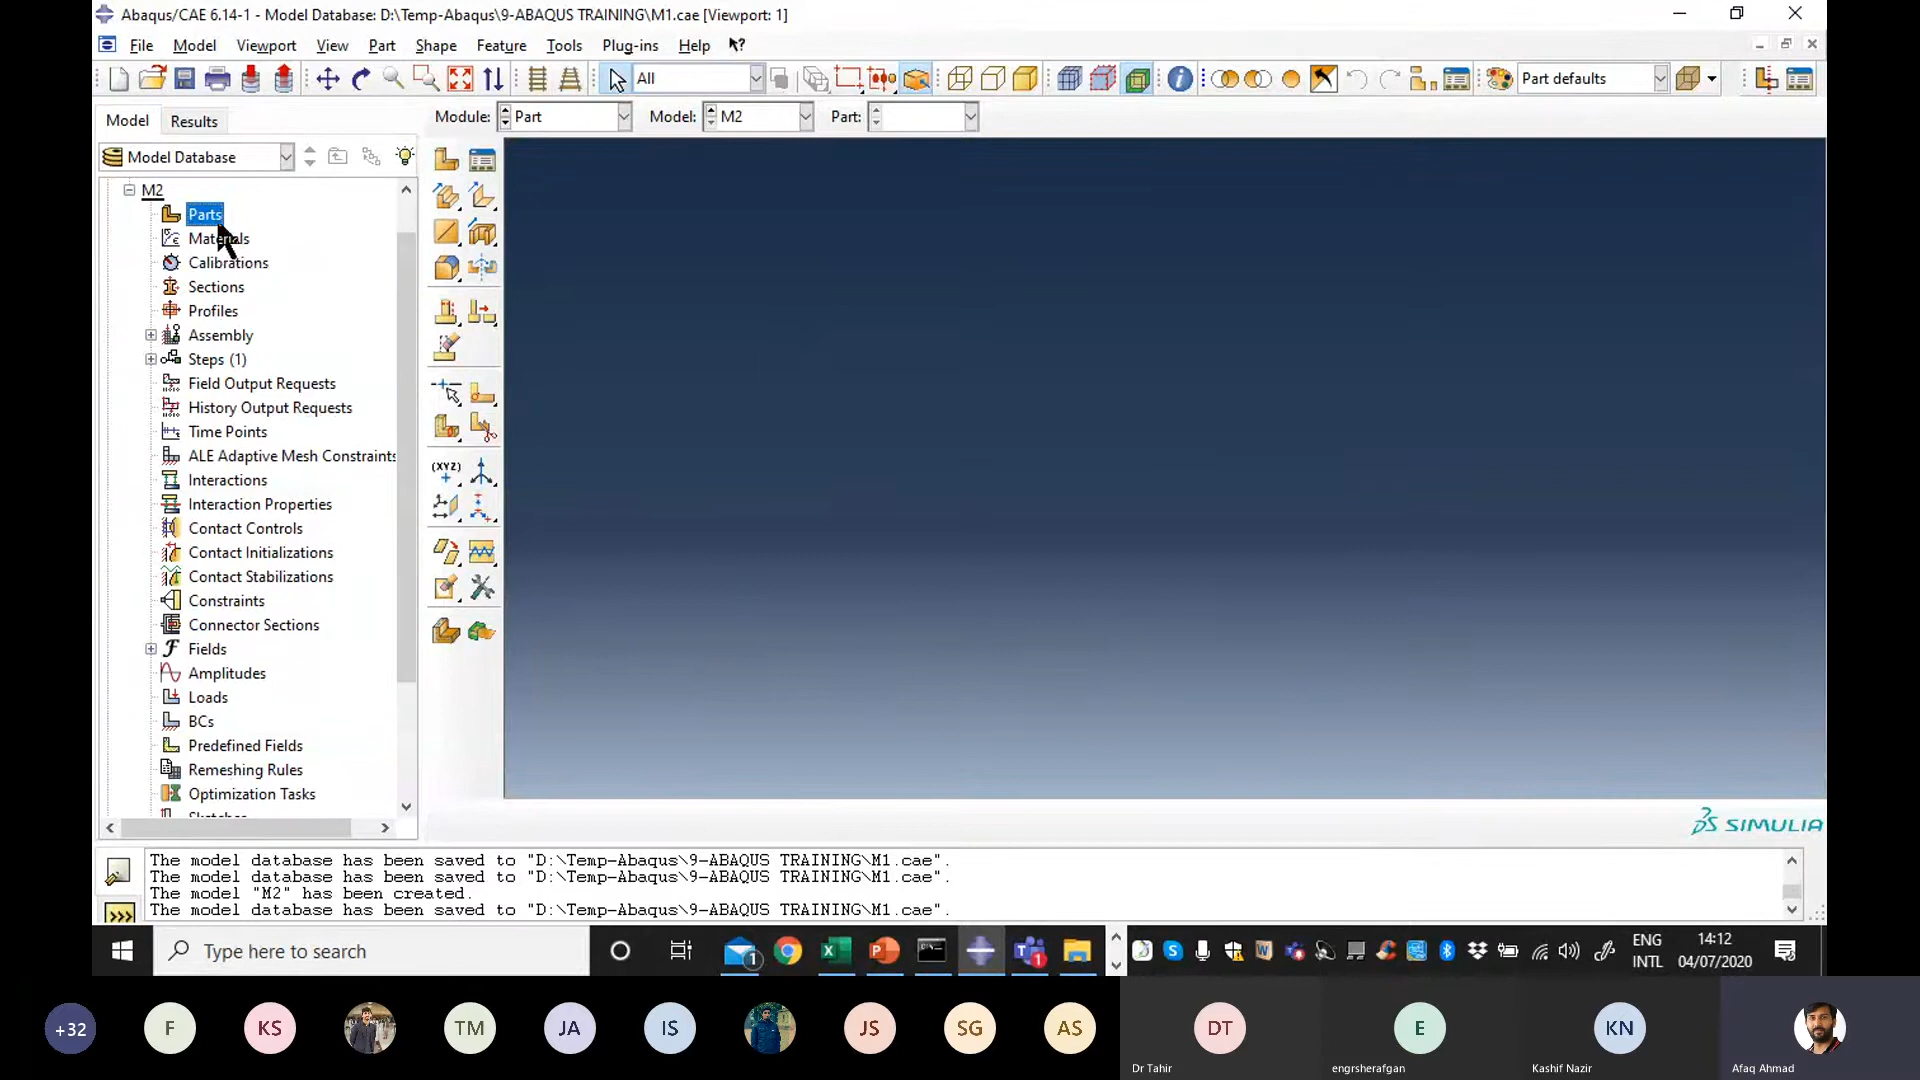 Abaqus/CAE 6.14-1 - Model Database: D:\Temp-Abaqus\9-ABAQUS TRAINING\M1.cae [Viewport: 1]
File Model Viewport View Part Shape Feature Tools Plug-ins Help
All
Part defaults
Model Results
Module: Part Model: M2 Part:
Model Database
M2
Parts
Materials
Calibrations
Sections
Profiles
Assembly
Steps (1)
Field Output Requests
History Output Requests
Time Points
ALE Adaptive Mesh Constraints
Interactions
Interaction Properties
Contact Controls
Contact Initializations
Contact Stabilizations
Constraints
Connector Sections
Fields
Amplitudes
Loads
BCs
Predefined Fields
Remeshing Rules
Optimization Tasks
(XYZ)
SIMULIA
The model database has been saved to "D:\Temp-Abaqus\9-ABAQUS TRAINING\M1.cae".
The model database has been saved to "D:\Temp-Abaqus\9-ABAQUS TRAINING\M1.cae".
The model "M2" has been created.
The model database has been saved to "D:\Temp-Abaqus\9-ABAQUS TRAINING\M1.cae".
>>>
Type here to search
1
1
ENG
INTL
14:12
04/07/2020
+32 F KS TM JA IS JS SG AS DT E KN
Dr Tahir
engrsherafgan
Kashif Nazir
Afaq Ahmad